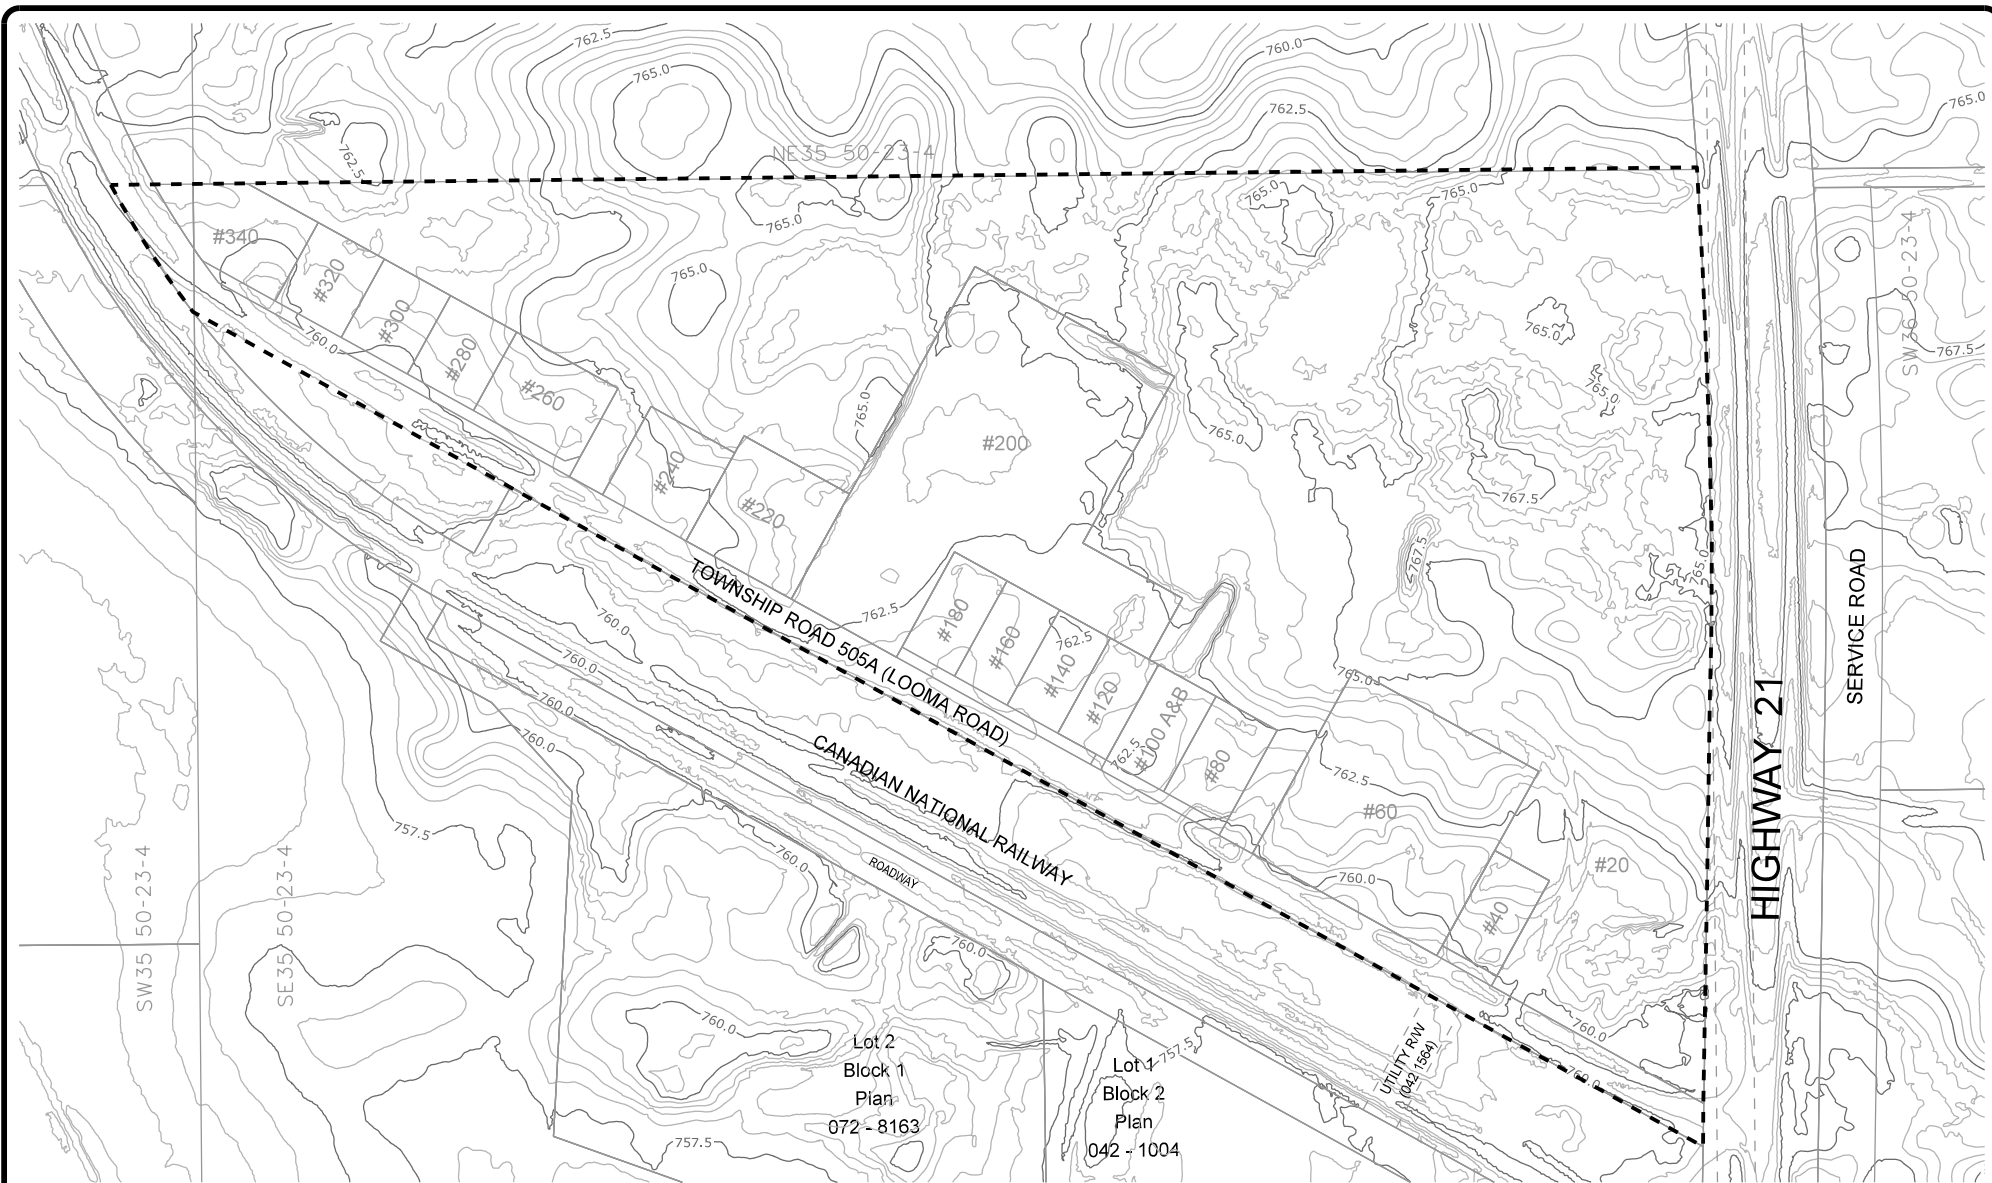 762.5
760.0
765.0
765.0
762.5
762.5
NE35 50-23-4
765.0
765.0
765.0
#340
SW36 50-23-4
765.0
#320
#300
760.0
#280
765.0
767.5
#260
765.0
765.0
#200
765.0
#240
#220
767.5
767.5
765.0
SERVICE ROAD
TOWNSHIP ROAD 505A (LOOMA ROAD)
762.5
#180
760.0
#160
762.5
#140
760.0
765.0
#120
760.0
#100 A&B
HIGHWAY 21
760.0
762.5
#80
762.5
CANADIAN NATIONAL RAILWAY
#60
757.5
760.0
ROADWAY
760.0
#20
#40
SW35 50-23-4
SE35 50-23-4
760.0
760.0
760.0
UTILITY R/W
(042 1564)
Lot 2
Block 1
Plan
072 - 8163
757.5
Lot 1
Block 2
Plan
042 - 1004
760.0
757.5